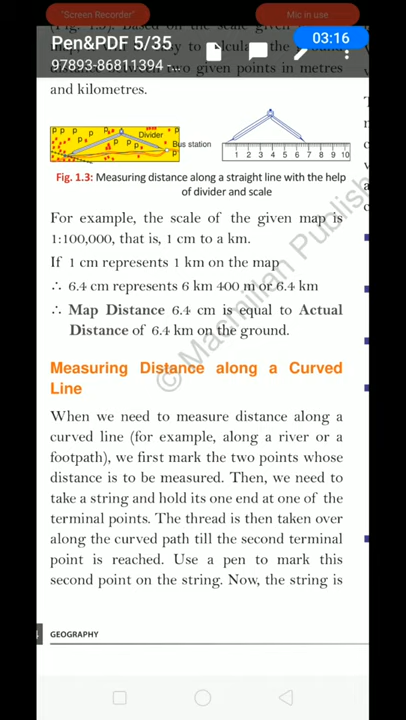 "Screen Recorder"
Mic in use
Pen&PDF 5/35
97893-86811394 -...
03:16
and kilometres.
P P P P P P P P P P
Divider
Bus station
1 2 3 4 5 6 7 8 9 10
Fig. 1.3: Measuring distance along a straight line with the help
of divider and scale
For example, the scale of the given map is
1:100,000, that is, 1 cm to a km.
If 1 cm represents 1 km on the map
∴ 6.4 cm represents 6 km 400 m or 6.4 km
∴ Map Distance 6.4 cm is equal to Actual
Distance of 6.4 km on the ground.
Measuring Distance along a Curved
Line
When we need to measure distance along a
curved line (for example, along a river or a
footpath), we first mark the two points whose
distance is to be measured. Then, we need to
take a string and hold its one end at one of the
terminal points. The thread is then taken over
along the curved path till the second terminal
point is reached. Use a pen to mark this
second point on the string. Now, the string is
GEOGRAPHY
© Macmillan Publish